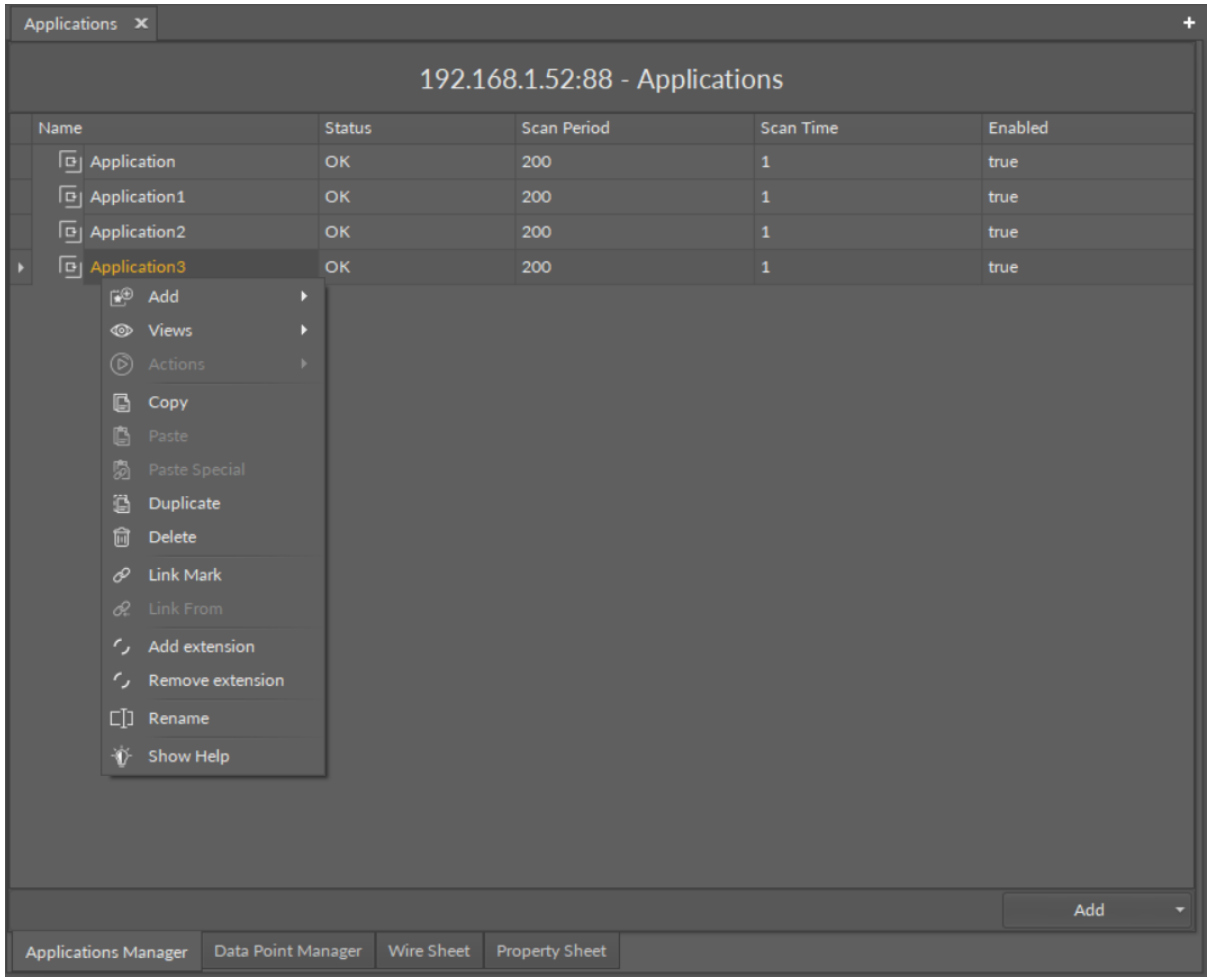 Applications
192.168.1.52:88 - Applications
Name Status Scan Period Scan Time Enabled
Application OK 200 1 true
Application1 OK 200 1 true
Application2 OK 200 1 true
Application3 OK 200 1 true
Add
Views
Actions
Copy
Paste
Paste Special
Duplicate
Delete
Link Mark
Link From
Add extension
Remove extension
Rename
Show Help
Add
Applications Manager Data Point Manager Wire Sheet Property Sheet